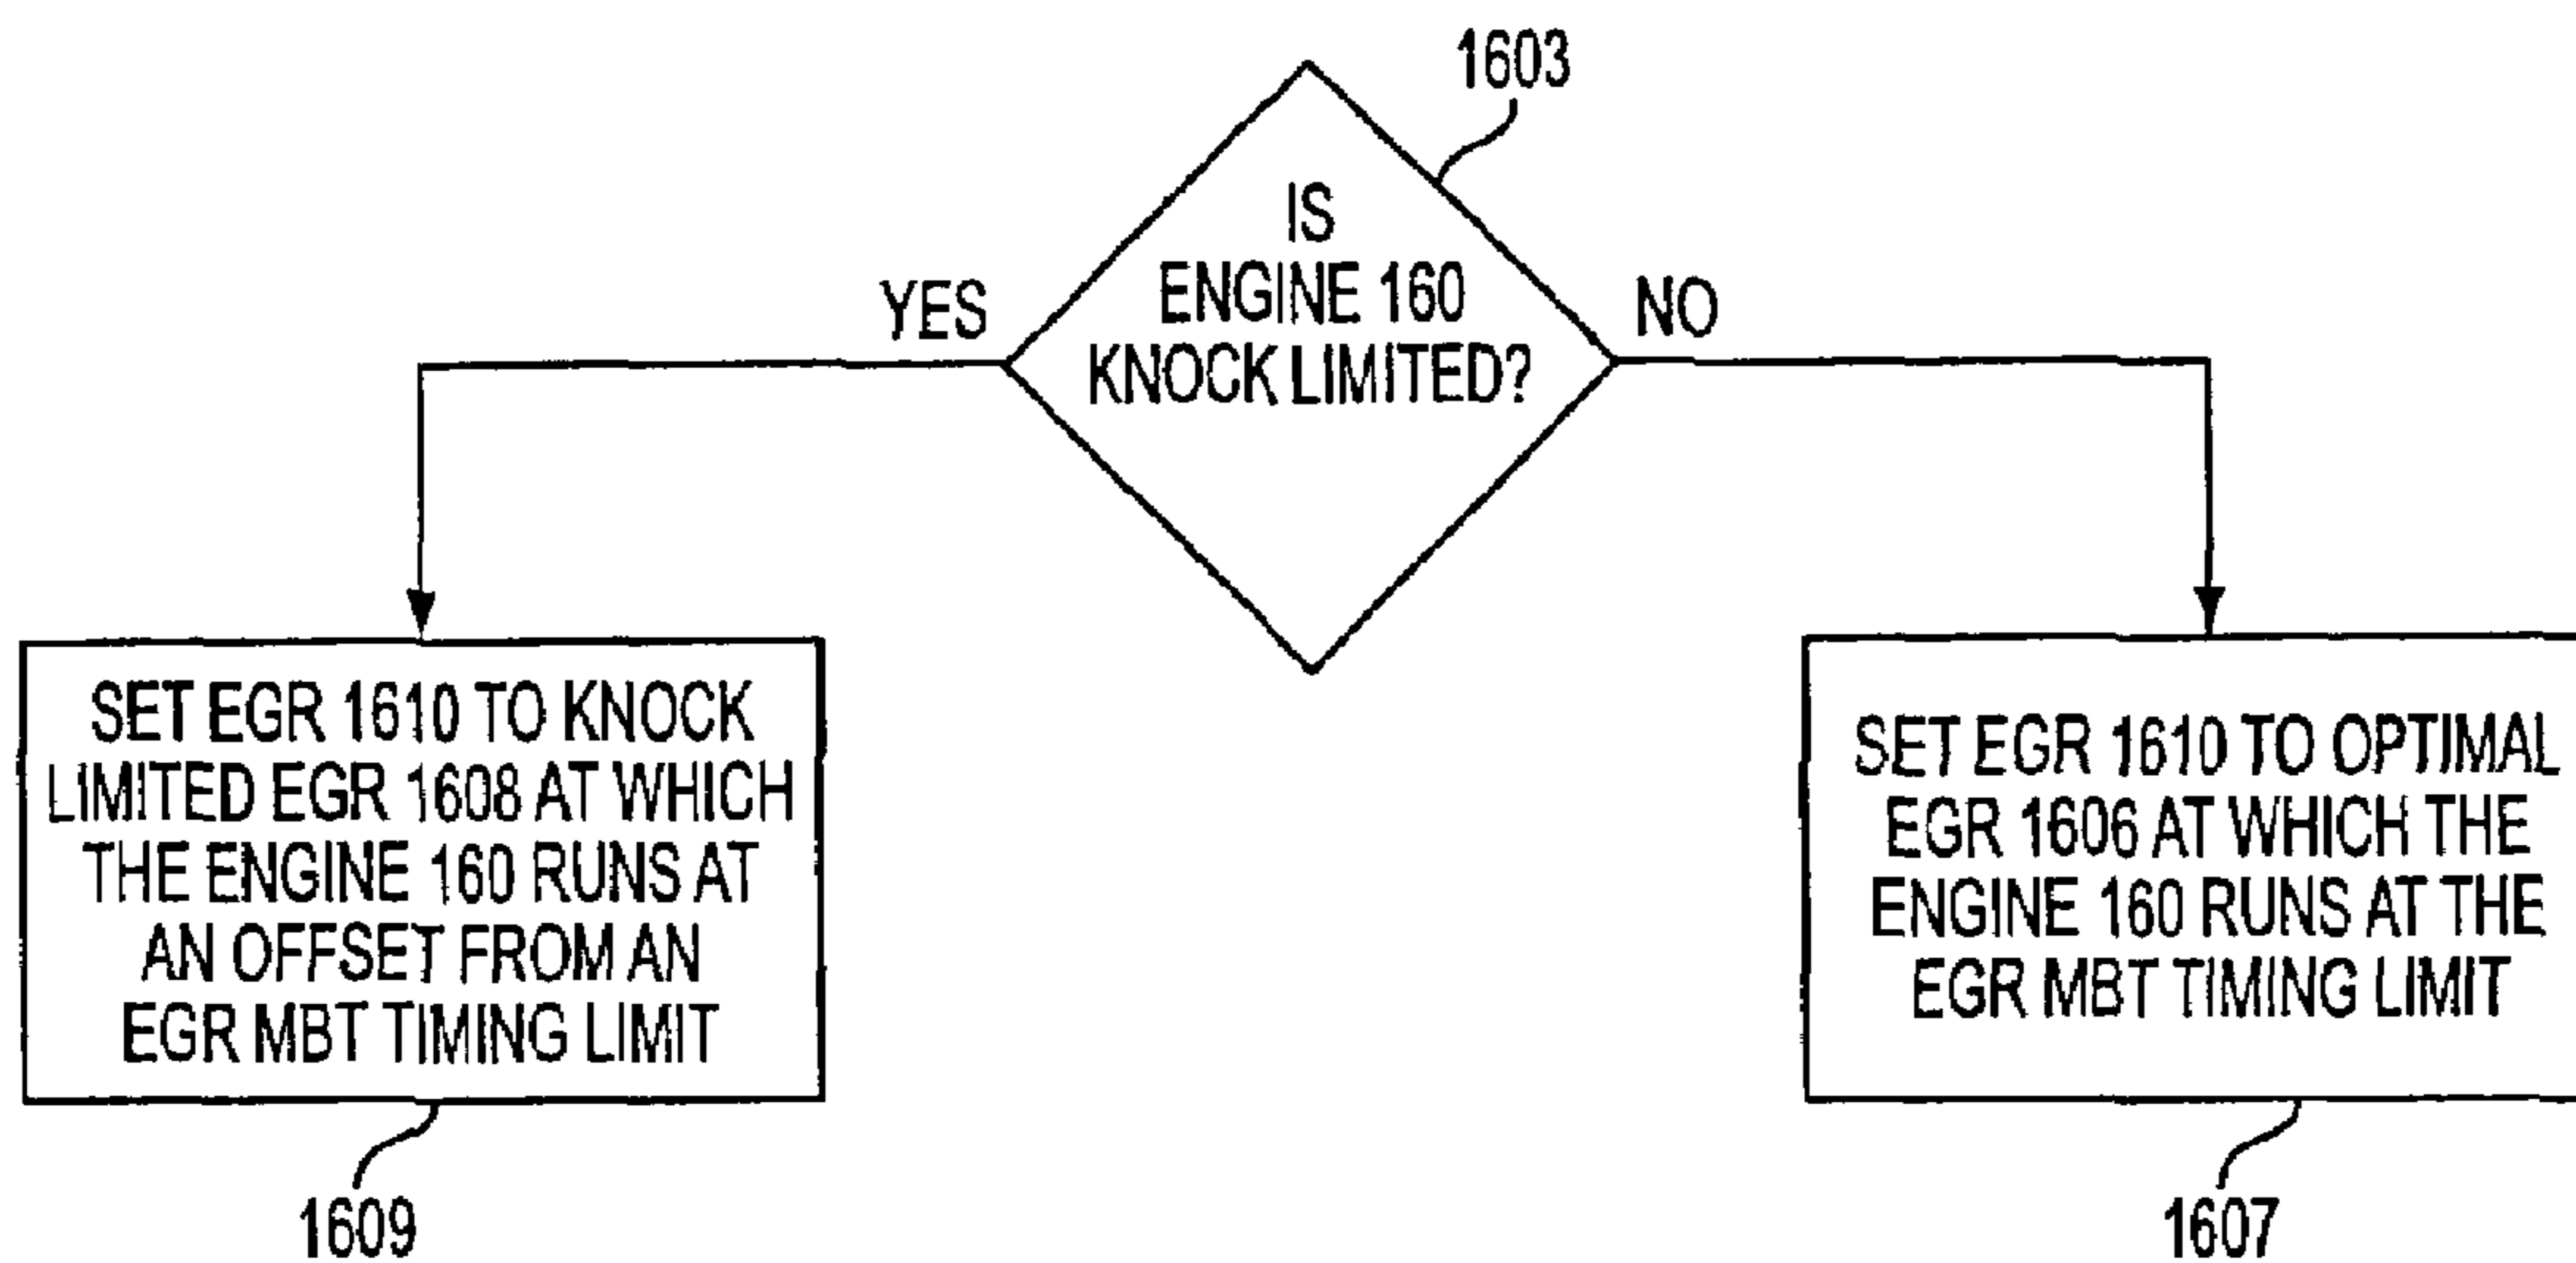 1603
IS
ENGINE 160
KNOCK LIMITED?
YES
NO
SET EGR 1610 TO KNOCK
LIMITED EGR 1608 AT WHICH
THE ENGINE 160 RUNS AT
AN OFFSET FROM AN
EGR MBT TIMING LIMIT
1609
SET EGR 1610 TO OPTIMAL
EGR 1606 AT WHICH THE
ENGINE 160 RUNS AT THE
EGR MBT TIMING LIMIT
1607